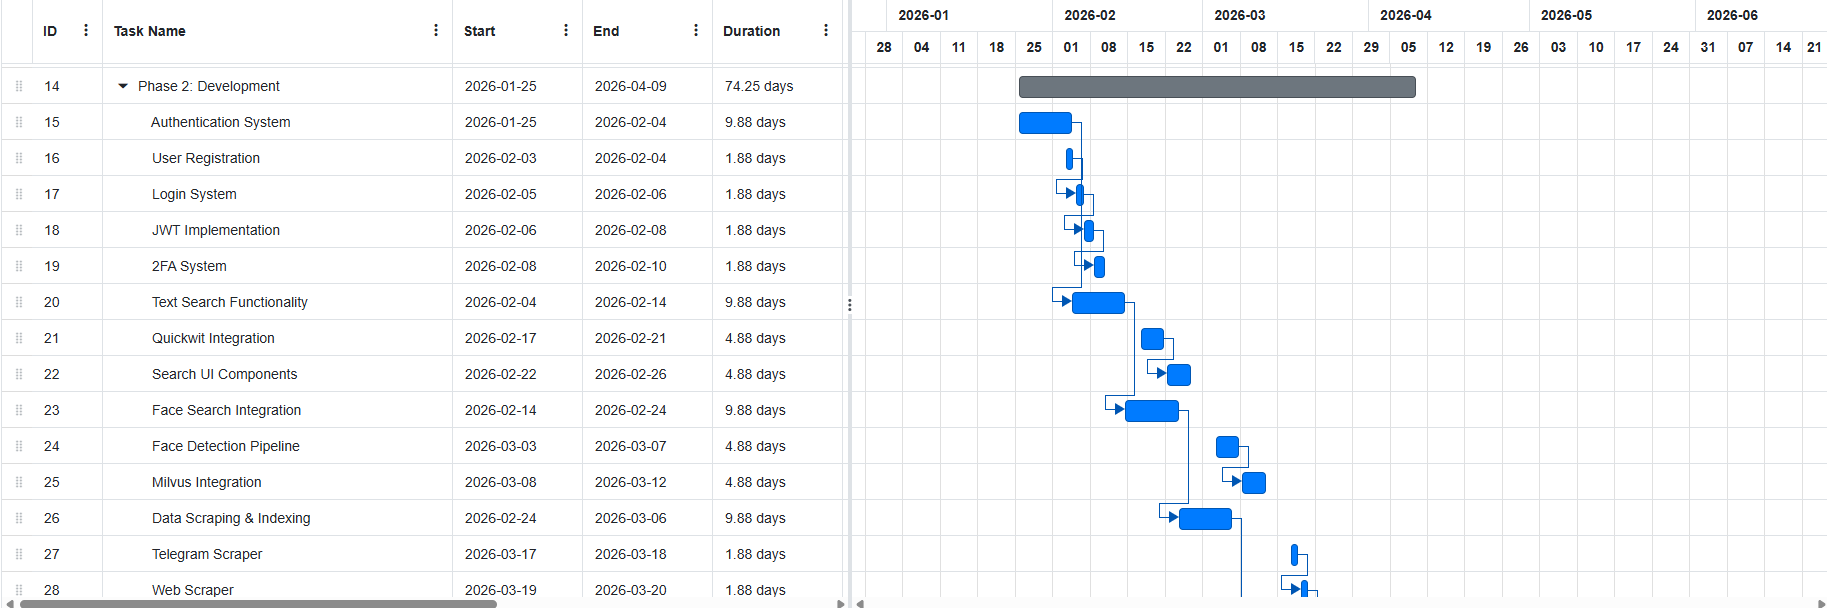 ID Task Name Start End Duration
2026-01 2026-02 2026-03 2026-04 2026-05 2026-06
28 04 11 18 25 01 08 15 22 01 08 15 22 29 05 12 19 26 03 10 17 24 31 07 14 21
14 Phase 2: Development 2026-01-25 2026-04-09 74.25 days
15 Authentication System 2026-01-25 2026-02-04 9.88 days
16 User Registration 2026-02-03 2026-02-04 1.88 days
17 Login System 2026-02-05 2026-02-06 1.88 days
18 JWT Implementation 2026-02-06 2026-02-08 1.88 days
19 2FA System 2026-02-08 2026-02-10 1.88 days
20 Text Search Functionality 2026-02-04 2026-02-14 9.88 days
21 Quickwit Integration 2026-02-17 2026-02-21 4.88 days
22 Search UI Components 2026-02-22 2026-02-26 4.88 days
23 Face Search Integration 2026-02-14 2026-02-24 9.88 days
24 Face Detection Pipeline 2026-03-03 2026-03-07 4.88 days
25 Milvus Integration 2026-03-08 2026-03-12 4.88 days
26 Data Scraping & Indexing 2026-02-24 2026-03-06 9.88 days
27 Telegram Scraper 2026-03-17 2026-03-18 1.88 days
28 Web Scraper 2026-03-19 2026-03-20 1.88 days